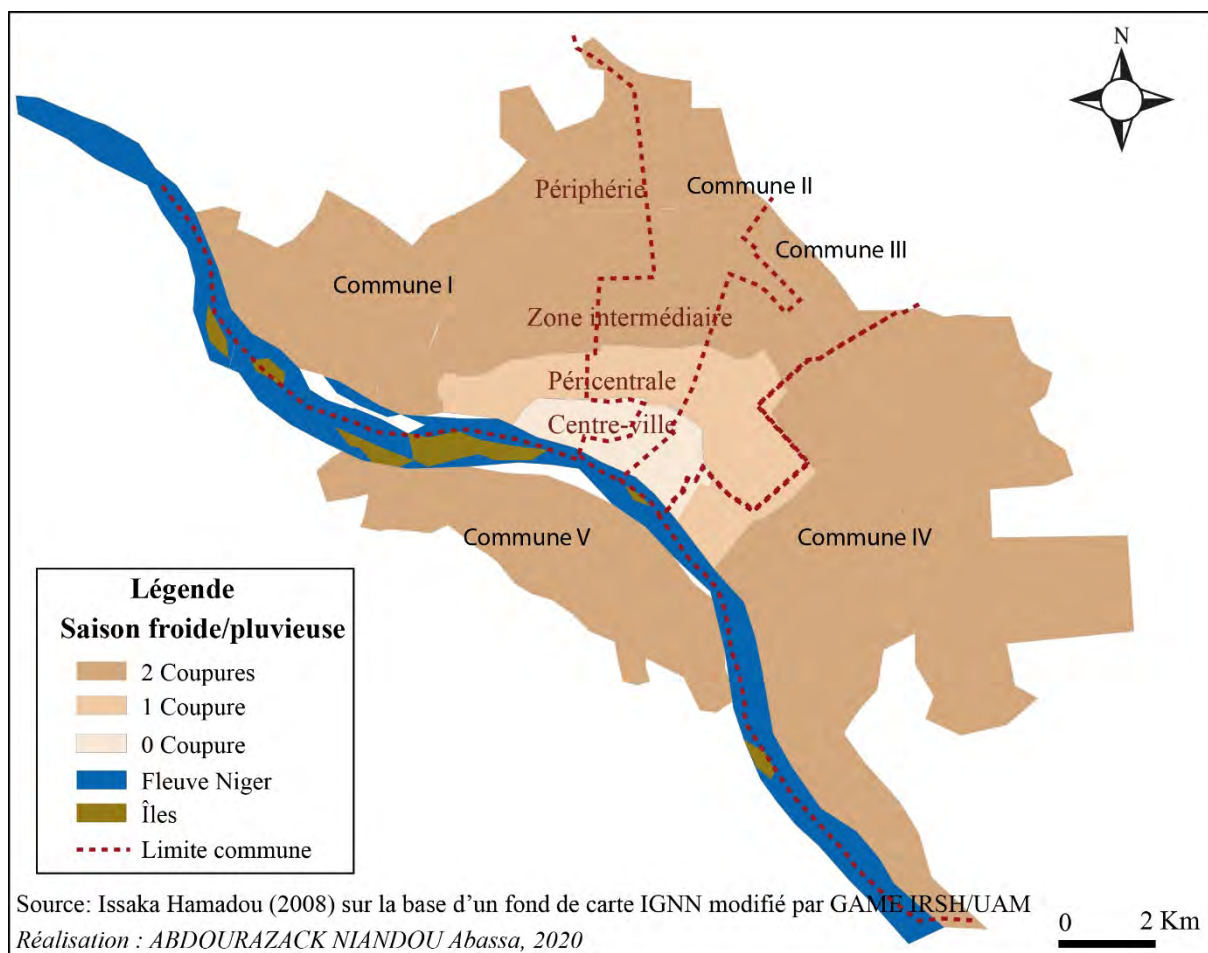 N
Périphérie
Commune II
Commune III
Commune I
Zone intermédiaire
Péricentrale
Centre-ville
Commune V
Commune IV
Légende
Saison froide/pluvieuse
2 Coupures
1 Coupure
0 Coupure
Fleuve Niger
Îles
Limite commune
Source: Issaka Hamadou (2008) sur la base d'un fond de carte IGNN modifié par GAME IRSH/UAM
Réalisation : ABDOURAZACK NIANDOU Abassa, 2020
0 2 Km